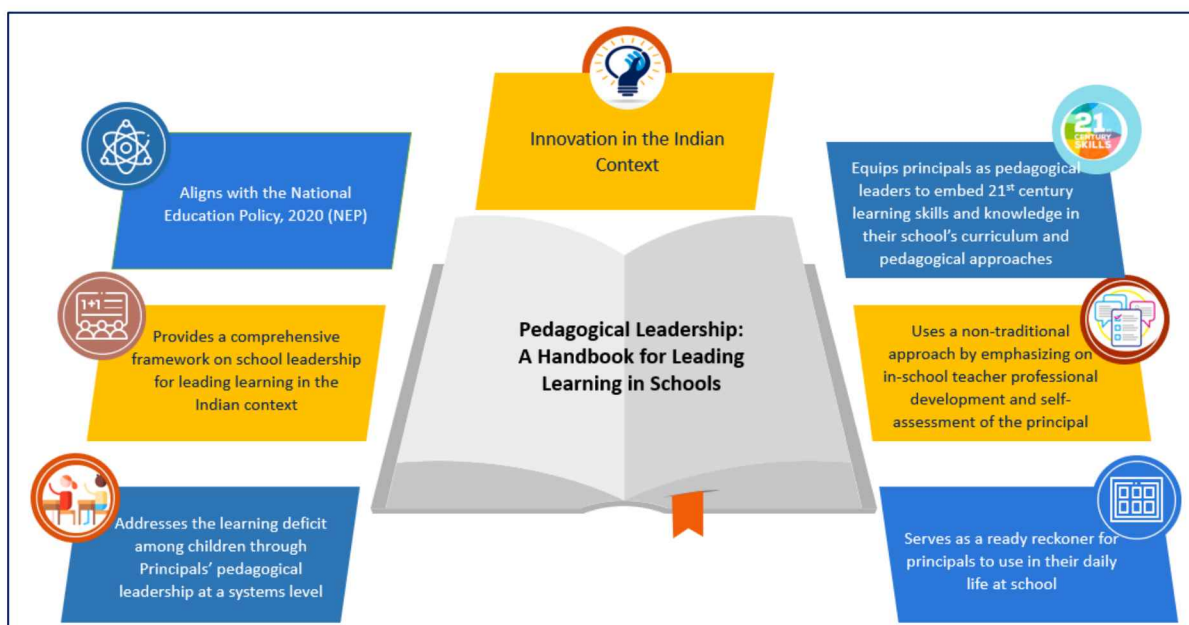 Innovation in the Indian
Context
Aligns with the National
Education Policy, 2020 (NEP)
Provides a comprehensive
framework on school leadership
for leading learning in the
Indian context
1+1
Addresses the learning deficit
among children through
Principals' pedagogical
leadership at a systems level
Pedagogical Leadership:
A Handbook for Leading
Learning in Schools
21
CENTURY
SKILLS
Equips principals as pedagogical
leaders to embed 21st century
learning skills and knowledge in
their school's curriculum and
pedagogical approaches
Uses a non-traditional
approach by emphasizing on
in-school teacher professional
development and self-
assessment of the principal
Serves as a ready reckoner for
principals to use in their daily
life at school